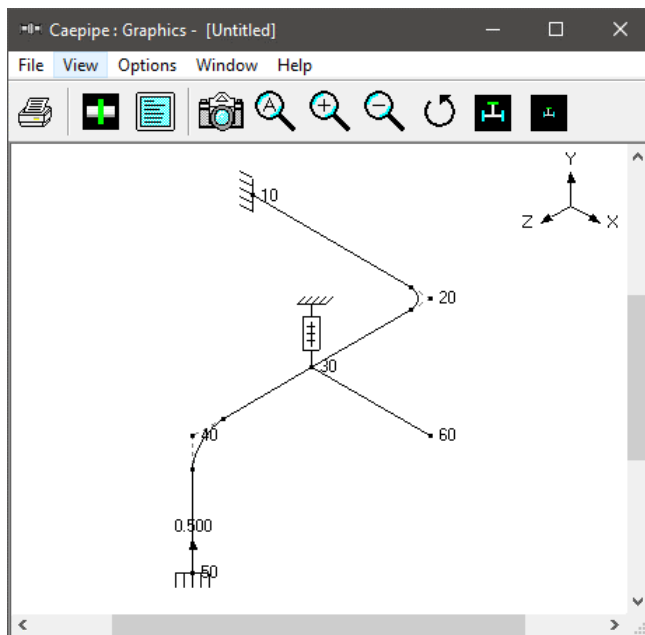 Caepipe : Graphics - [Untitled]
File View Options Window Help
A
Y
Z X
10
20
30
40
60
0.500
50